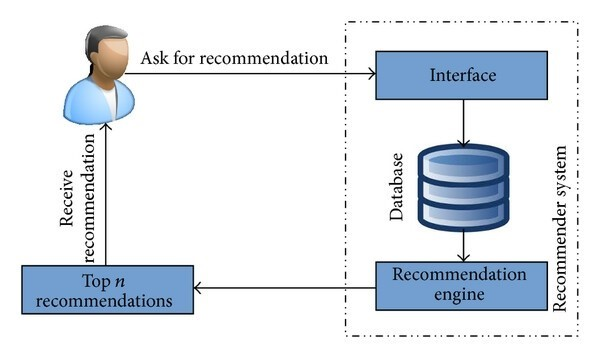 Ask for recommendation
Interface
Database
Recommender system
Receive
recommendation
Top n
recommendations
Recommendation
engine